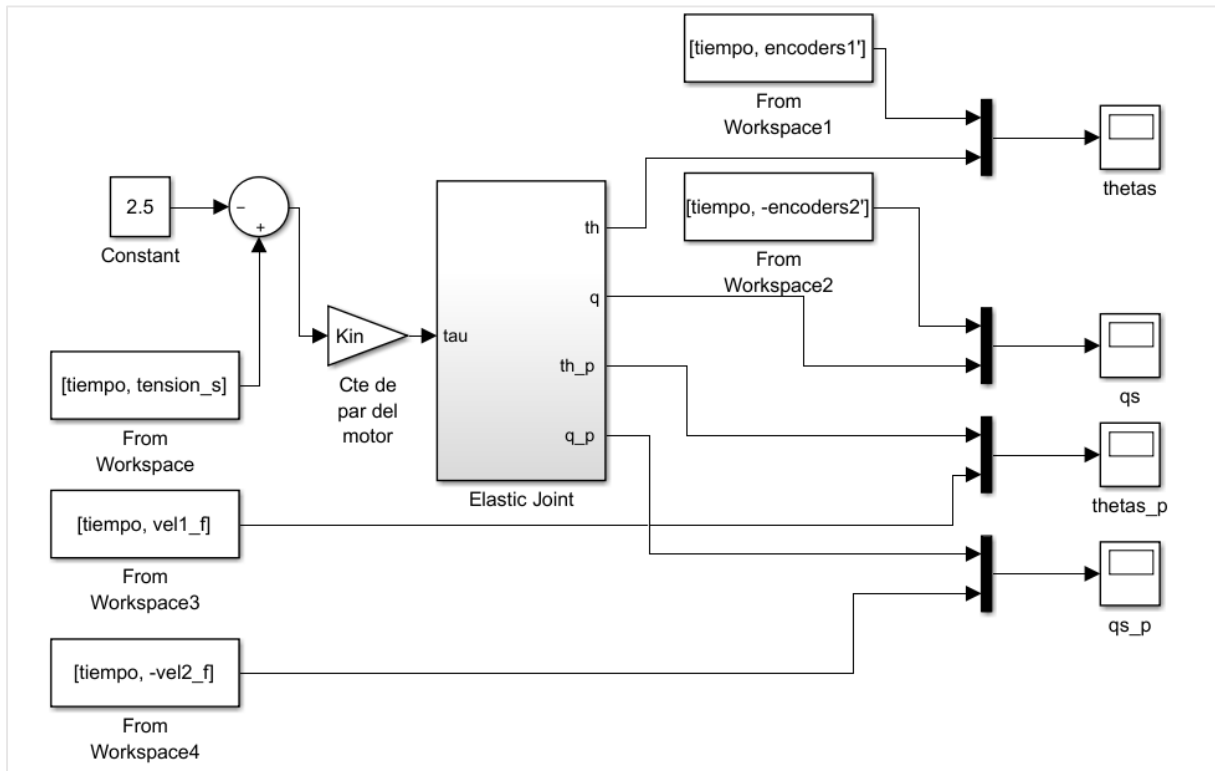 [tiempo, encoders1']
From
Workspace1
thetas
2.5
−
+
Constant
[tiempo, -encoders2']
From
Workspace2
th
q
tau
th_p
q_p
Elastic Joint
Kin
Cte de
par del
motor
qs
[tiempo, tension_s]
From
Workspace
thetas_p
[tiempo, vel1_f]
From
Workspace3
qs_p
[tiempo, -vel2_f]
From
Workspace4